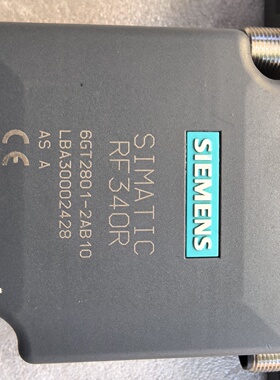 SIEMENS
SIMATIC
RF340R
6GT2801-2AB10
LBA30002428
AS A
CE